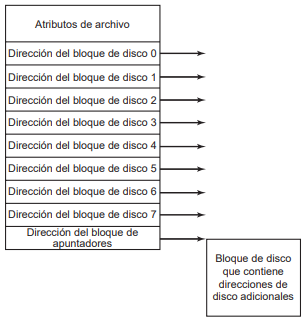 Atributos de archivo
Dirección del bloque de disco 0
Dirección del bloque de disco 1
Dirección del bloque de disco 2
Dirección del bloque de disco 3
Dirección del bloque de disco 4
Dirección del bloque de disco 5
Dirección del bloque de disco 6
Dirección del bloque de disco 7
Dirección del bloque de
apuntadores
Bloque de disco
que contiene
direcciones de
disco adicionales